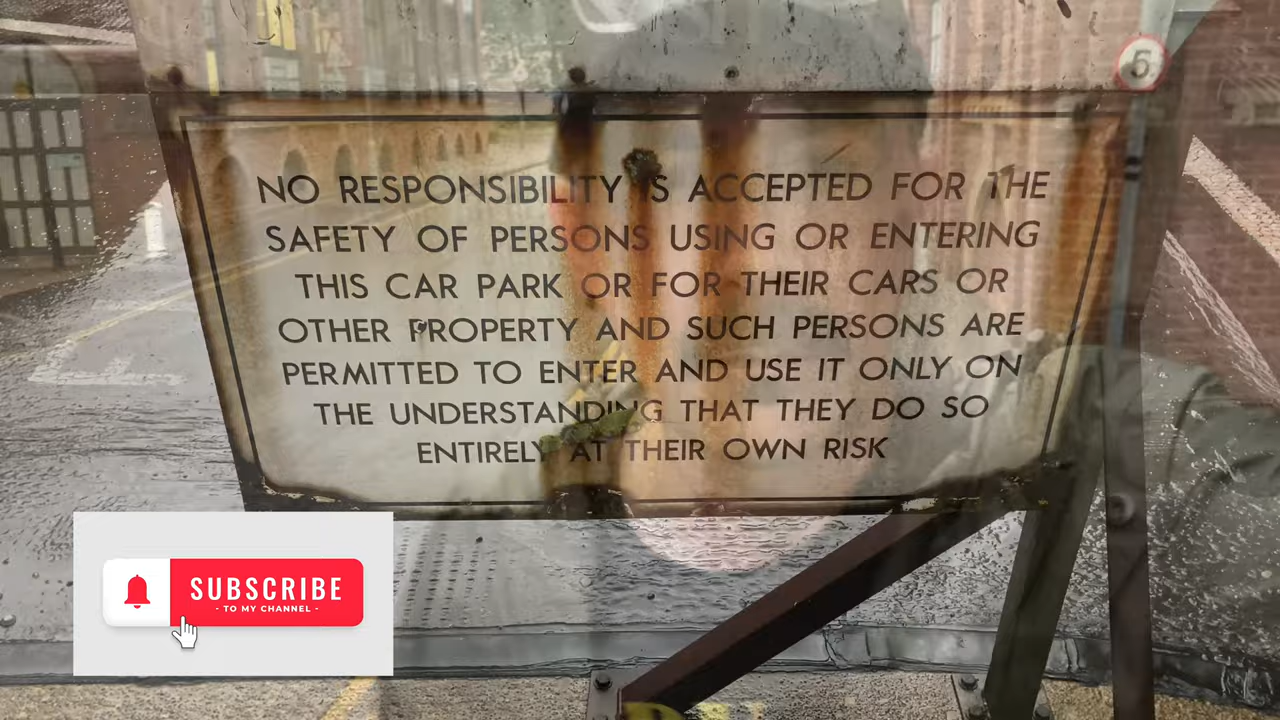 5
NO RESPONSIBILITY IS ACCEPTED FOR THE
SAFETY OF PERSONS USING OR ENTERING
THIS CAR PARK OR FOR THEIR CARS OR
OTHER PROPERTY AND SUCH PERSONS ARE
PERMITTED TO ENTER AND USE IT ONLY ON
THE UNDERSTANDING THAT THEY DO SO
ENTIRELY AT THEIR OWN RISK
SUBSCRIBE
- TO MY CHANNEL -